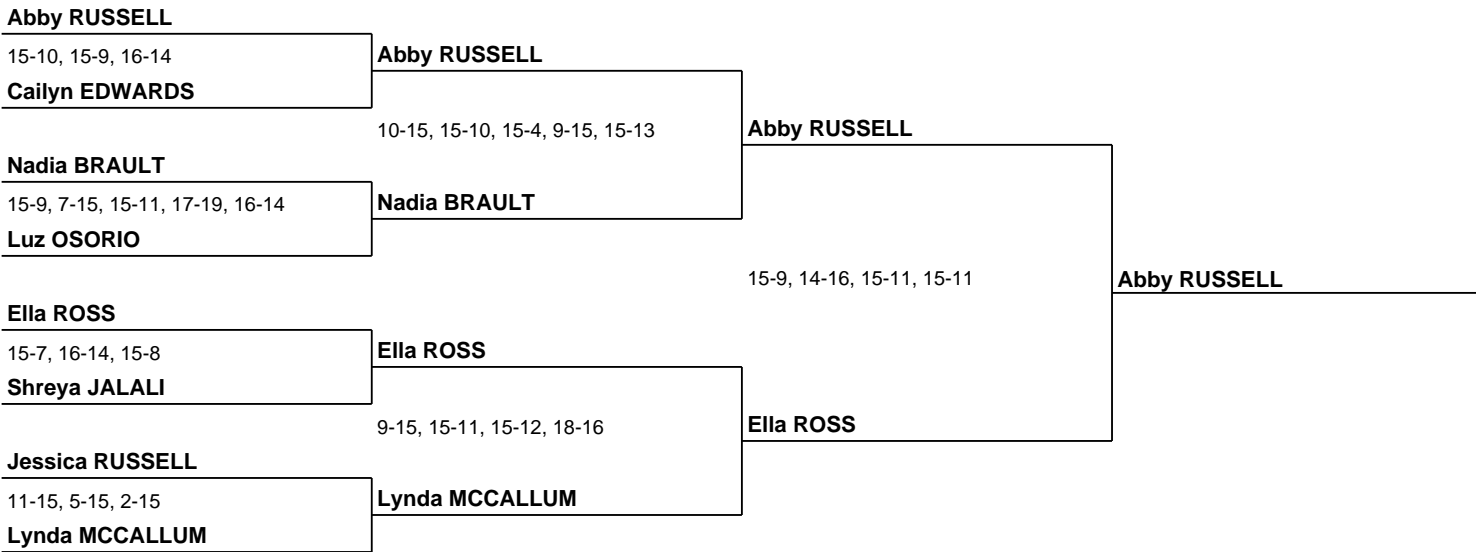 Abby RUSSELL
15-10, 15-9, 16-14
Abby RUSSELL
Cailyn EDWARDS
10-15, 15-10, 15-4, 9-15, 15-13
Abby RUSSELL
Nadia BRAULT
15-9, 7-15, 15-11, 17-19, 16-14
Nadia BRAULT
Luz OSORIO
15-9, 14-16, 15-11, 15-11
Abby RUSSELL
Ella ROSS
15-7, 16-14, 15-8
Ella ROSS
Shreya JALALI
9-15, 15-11, 15-12, 18-16
Ella ROSS
Jessica RUSSELL
11-15, 5-15, 2-15
Lynda MCCALLUM
Lynda MCCALLUM